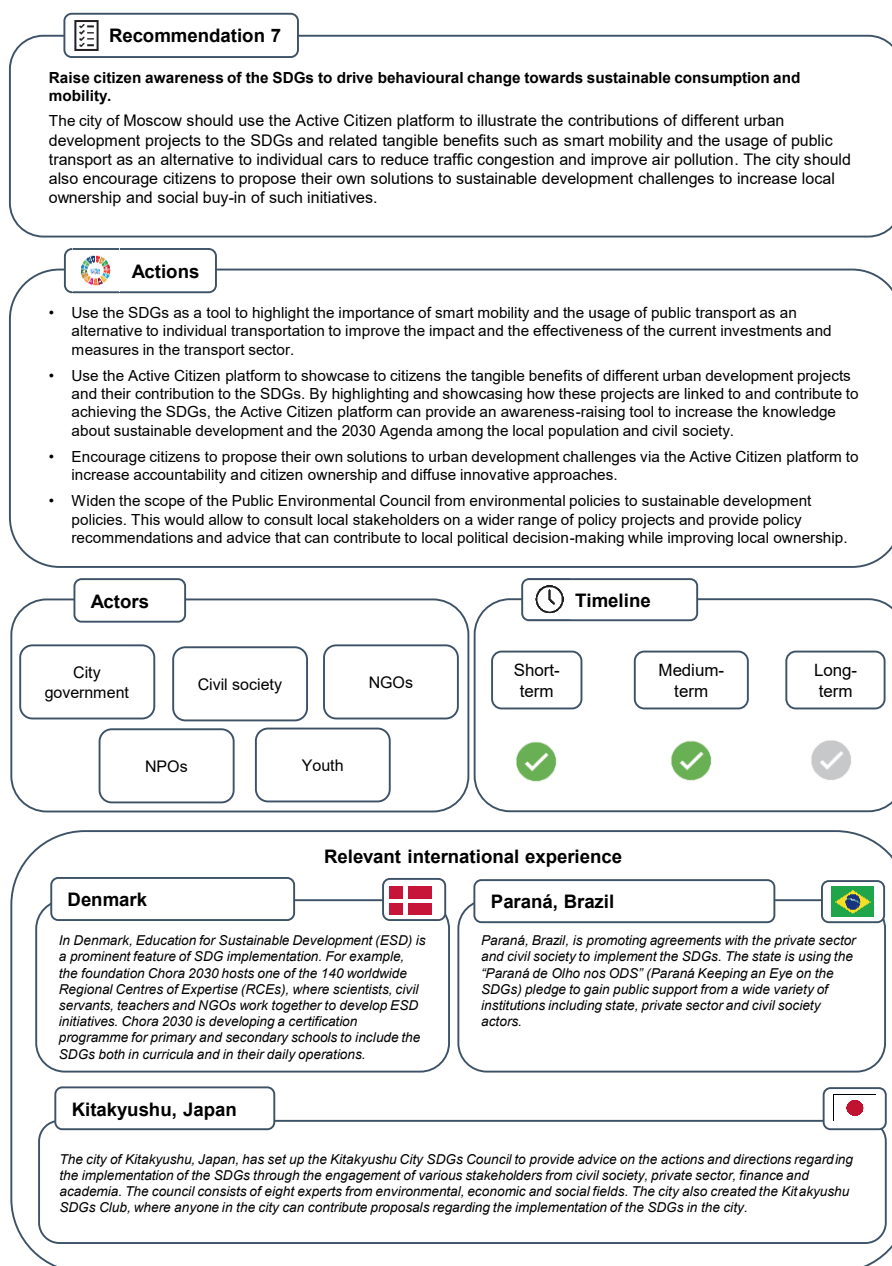 Recommendation 7
Raise citizen awareness of the SDGs to drive behavioural change towards sustainable consumption and
mobility.
The city of Moscow should use the Active Citizen platform to illustrate the contributions of different urban
development projects to the SDGs and related tangible benefits such as smart mobility and the usage of public
transport as an alternative to individual cars to reduce traffic congestion and improve air pollution. The city should
also encourage citizens to propose their own solutions to sustainable development challenges to increase local
ownership and social buy-in of such initiatives.
Actions
• Use the SDGs as a tool to highlight the importance of smart mobility and the usage of public transport as an
alternative to individual transportation to improve the impact and the effectiveness of the current investments and
measures in the transport sector.
• Use the Active Citizen platform to showcase to citizens the tangible benefits of different urban development projects
and their contribution to the SDGs. By highlighting and showcasing how these projects are linked to and contribute to
achieving the SDGs, the Active Citizen platform can provide an awareness-raising tool to increase the knowledge
about sustainable development and the 2030 Agenda among the local population and civil society.
• Encourage citizens to propose their own solutions to urban development challenges via the Active Citizen platform to
increase accountability and citizen ownership and diffuse innovative approaches.
• Widen the scope of the Public Environmental Council from environmental policies to sustainable development
policies. This would allow to consult local stakeholders on a wider range of policy projects and provide policy
recommendations and advice that can contribute to local political decision-making while improving local ownership.
Actors
City
government
Civil society
NGOs
NPOs
Youth
Timeline
Short-
term
Medium-
term
Long-
term
Relevant international experience
Denmark
In Denmark, Education for Sustainable Development (ESD) is
a prominent feature of SDG implementation. For example,
the foundation Chora 2030 hosts one of the 140 worldwide
Regional Centres of Expertise (RCEs), where scientists, civil
servants, teachers and NGOs work together to develop ESD
initiatives. Chora 2030 is developing a certification
programme for primary and secondary schools to include the
SDGs both in curricula and in their daily operations.
Paraná, Brazil
Paraná, Brazil, is promoting agreements with the private sector
and civil society to implement the SDGs. The state is using the
“Paraná de Olho nos ODS” (Paraná Keeping an Eye on the
SDGs) pledge to gain public support from a wide variety of
institutions including state, private sector and civil society
actors.
Kitakyushu, Japan
The city of Kitakyushu, Japan, has set up the Kitakyushu City SDGs Council to provide advice on the actions and directions regarding
the implementation of the SDGs through the engagement of various stakeholders from civil society, private sector, finance and
academia. The council consists of eight experts from environmental, economic and social fields. The city also created the Kitakyushu
SDGs Club, where anyone in the city can contribute proposals regarding the implementation of the SDGs in the city.